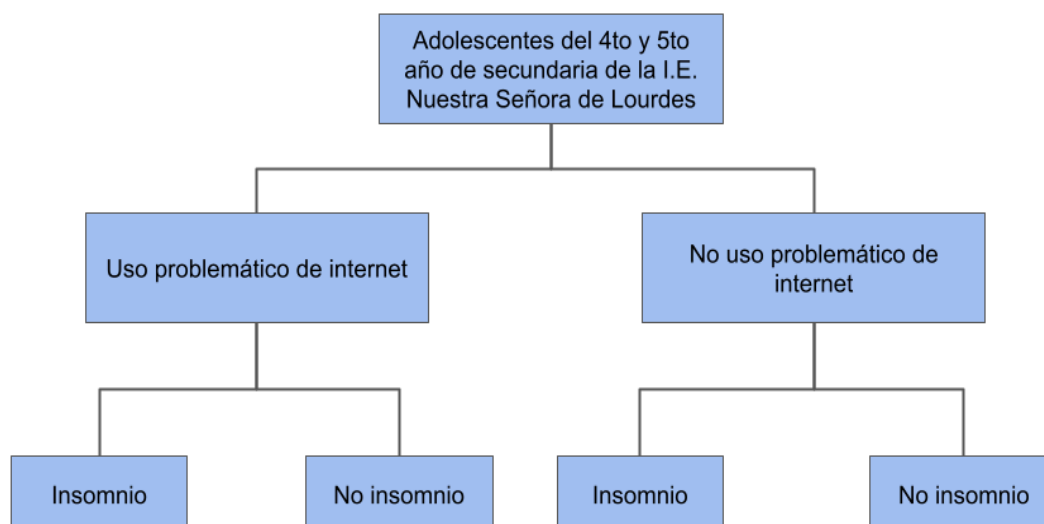 Adolescentes del 4to y 5to
año de secundaria de la I.E.
Nuestra Señora de Lourdes
Uso problemático de internet
No uso problemático de
internet
Insomnio
No insomnio
Insomnio
No insomnio